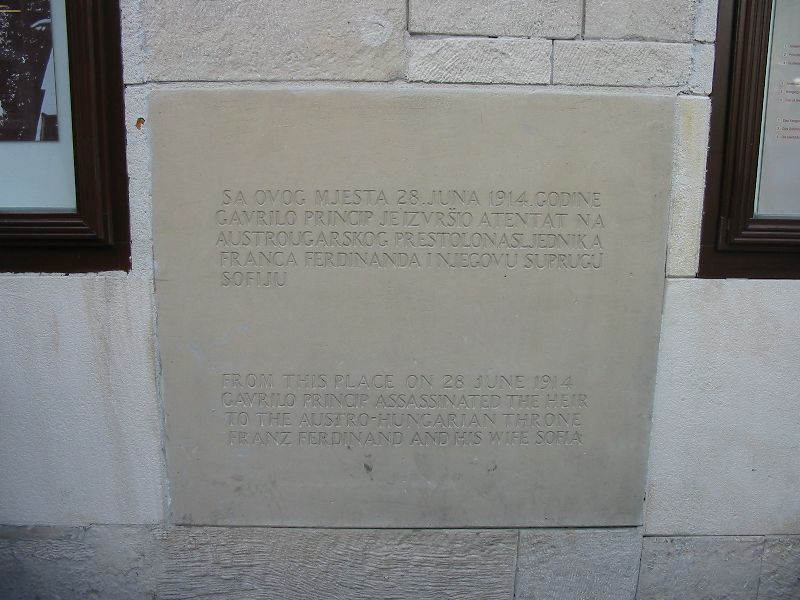 SA OVOG MJESTA 28.JUNA 1914.GODINE
GAVRILO PRINCIP JE IZVRŠIO ATENTAT NA
AUSTROUGARSKOG PRESTOLONASLJEDNIKA
FRANCA FERDINANDA I NJEGOVU SUPRUGU
SOFIJU
FROM THIS PLACE ON 28 JUNE 1914
GAVRILO PRINCIP ASSASSINATED THE HEIR
TO THE AUSTRO-HUNGARIAN THRONE
FRANZ FERDINAND AND HIS WIFE SOFIA